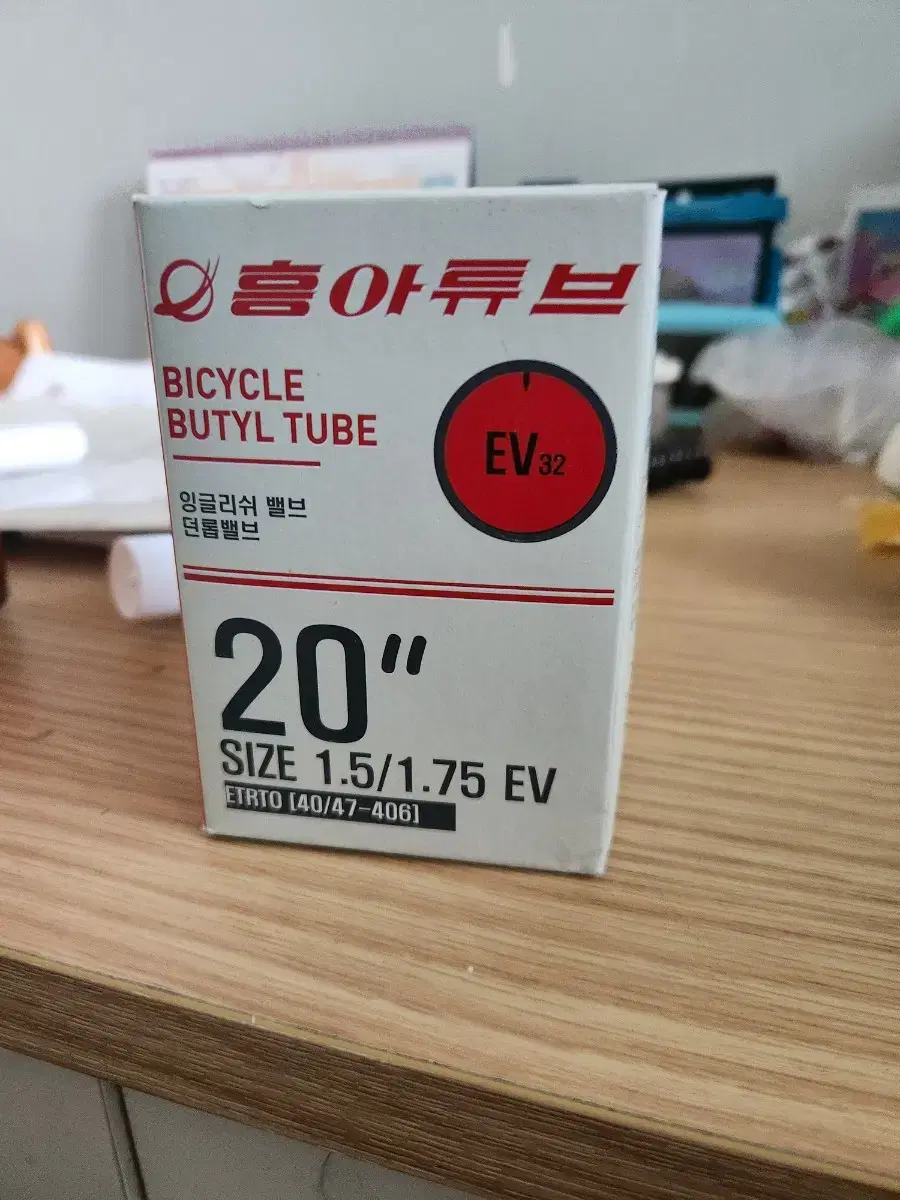 흥아튜브
BICYCLE
BUTYL TUBE
EV32
잉글리쉬 밸브
던롭밸브
20"
SIZE 1.5/1.75 EV
ETRTO [40/47-406]